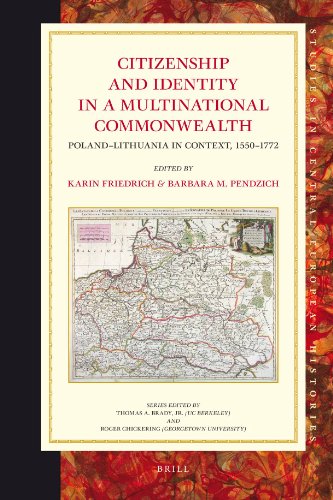 CITIZENSHIP
AND IDENTITY
IN A MULTINATIONAL
COMMONWEALTH
POLAND–LITHUANIA IN CONTEXT, 1550–1772
EDITED BY
KARIN FRIEDRICH & BARBARA M. PENDZICH
SERIES EDITED BY
THOMAS A. BRADY, JR. (UC BERKELEY)
AND
ROGER CHICKERING (GEORGETOWN UNIVERSITY)
BRILL
STUDIES IN CENTRAL EUROPEAN HISTORIES